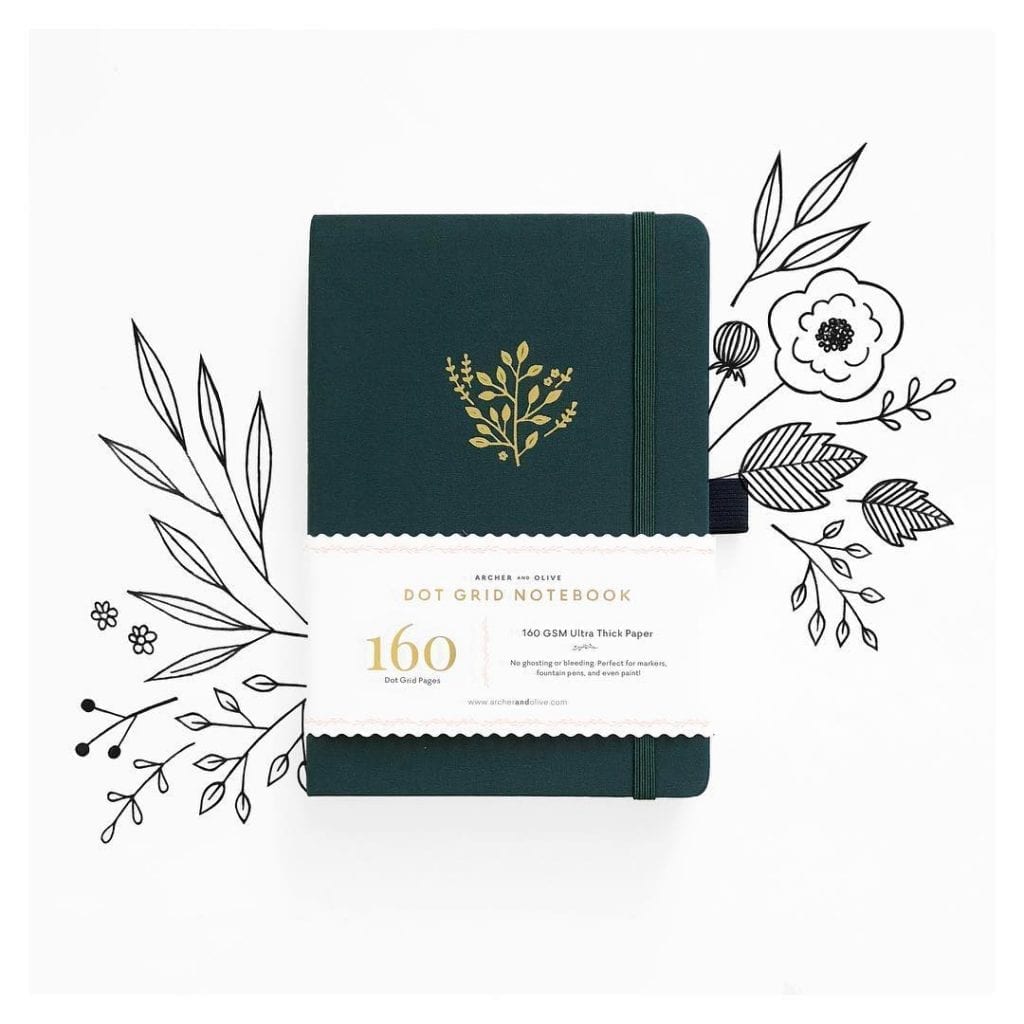 ARCHER AND OLIVE
DOT GRID NOTEBOOK
160
Dot Grid Pages
160 GSM Ultra Thick Paper
No ghosting or bleeding. Perfect for markers,
fountain pens, and even paint!
www.archerandolive.com